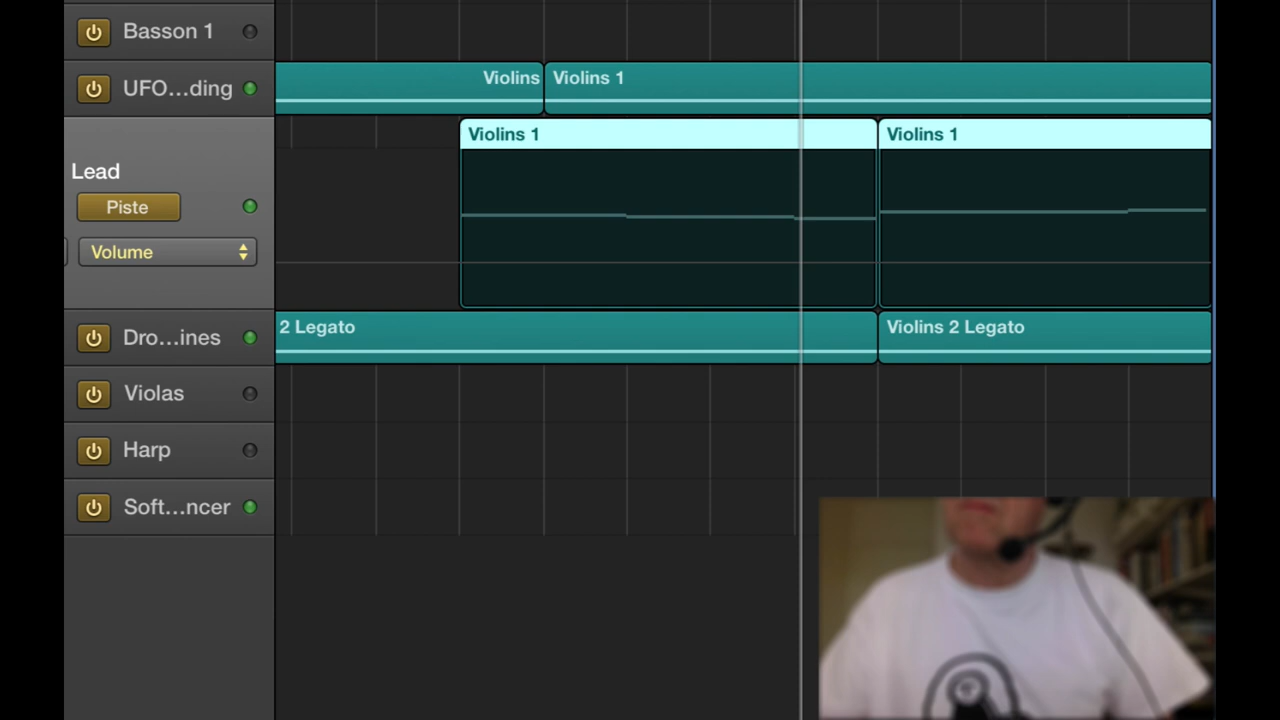 Basson 1
UFO…ding
Violins
Violins 1
Violins 1
Violins 1
Lead
Piste
Volume
Dro…ines
2 Legato
Violins 2 Legato
Violas
Harp
Soft…ncer